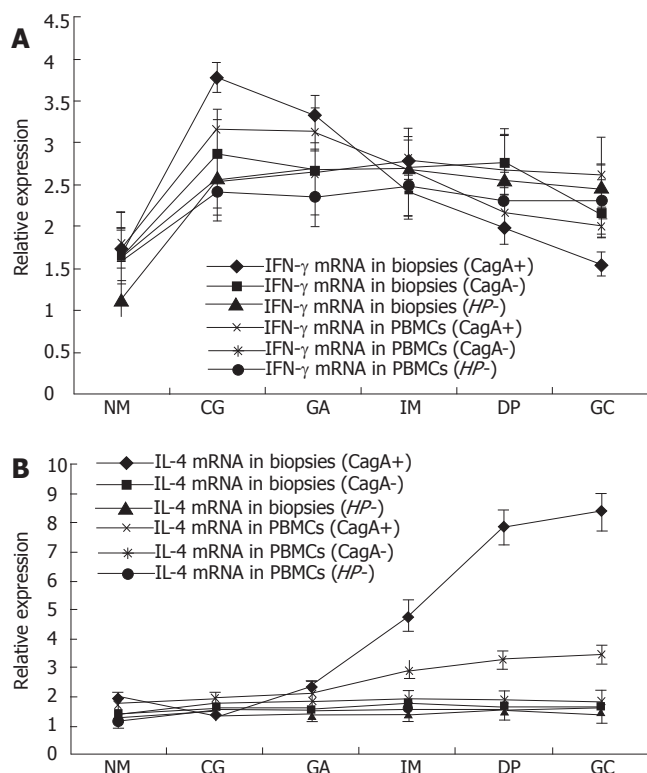 A
4.5
4
3.5
3
2.5
2
1.5
1
0.5
0
Relative expression
IFN-γ mRNA in biopsies (CagA+)
IFN-γ mRNA in biopsies (CagA-)
IFN-γ mRNA in biopsies (HP-)
IFN-γ mRNA in PBMCs (CagA+)
IFN-γ mRNA in PBMCs (CagA-)
IFN-γ mRNA in PBMCs (HP-)
NM CG GA IM DP GC
B
10
9
8
7
6
5
4
3
2
1
0
Relative expression
IL-4 mRNA in biopsies (CagA+)
IL-4 mRNA in biopsies (CagA-)
IL-4 mRNA in biopsies (HP-)
IL-4 mRNA in PBMCs (CagA+)
IL-4 mRNA in PBMCs (CagA-)
IL-4 mRNA in PBMCs (HP-)
NM CG GA IM DP GC